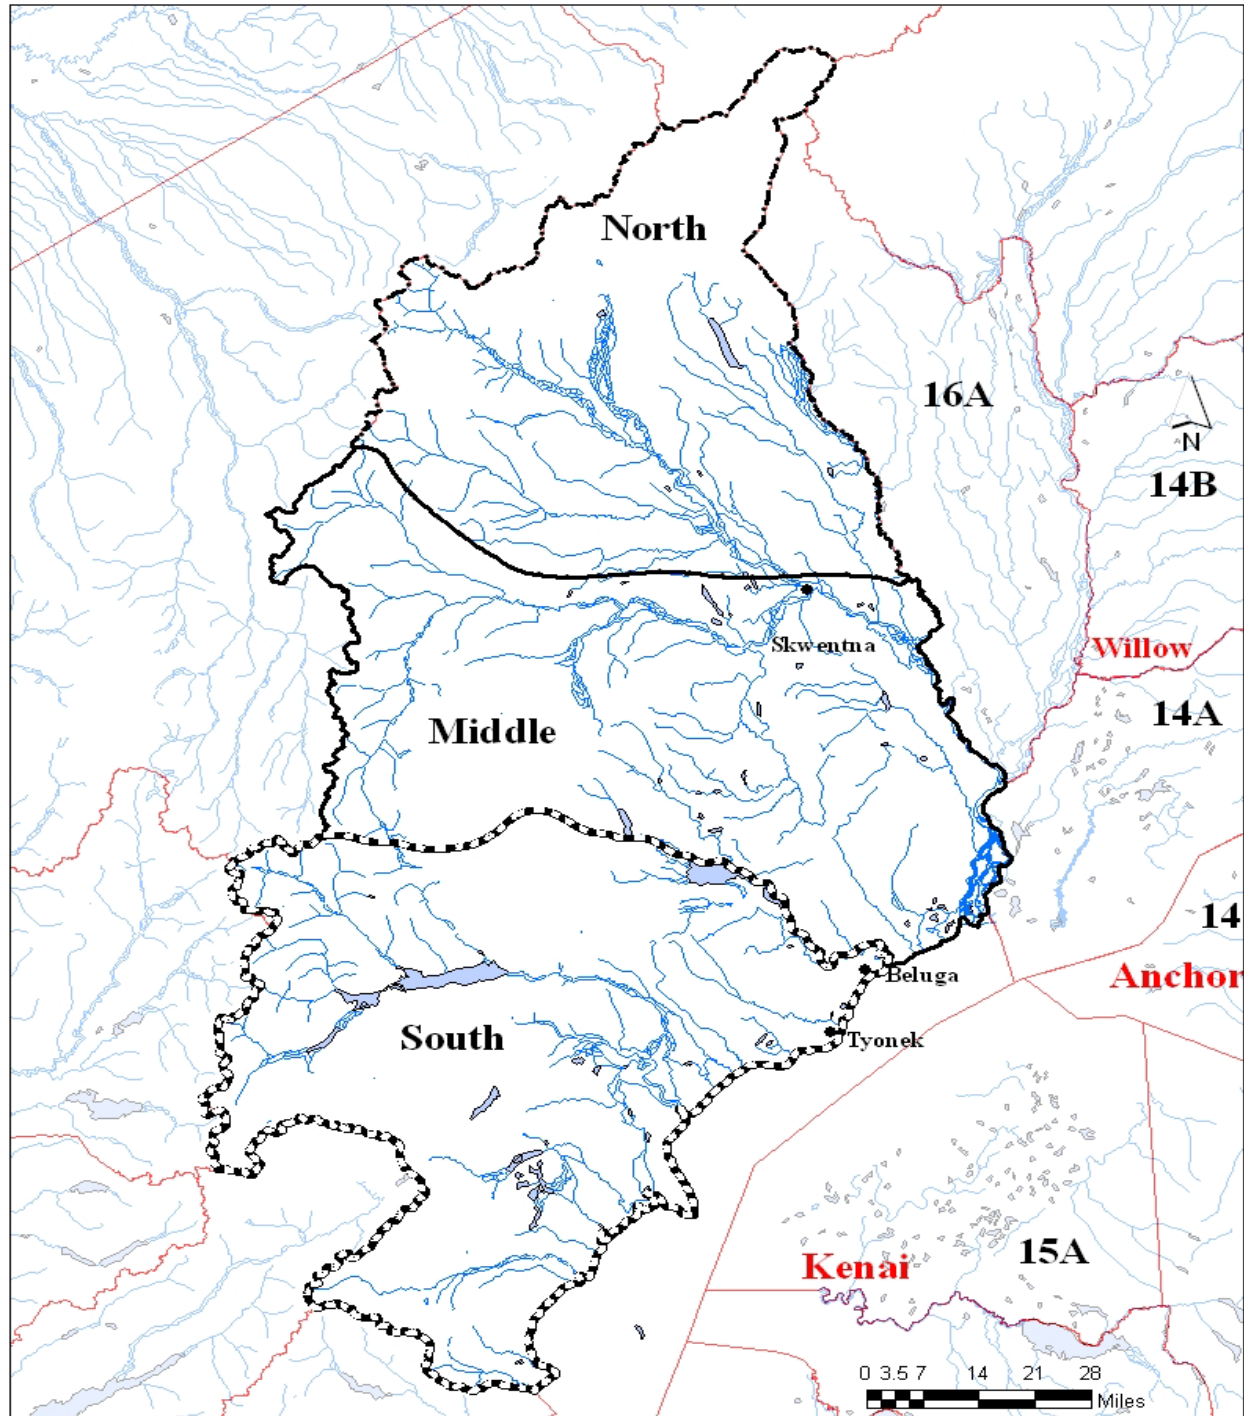 North
16A
N
14B
Skwentna
Willow
14A
Middle
14
Beluga
Anchor
South
Tyonek
15A
Kenai
0 3.5 7 14 21 28
Miles